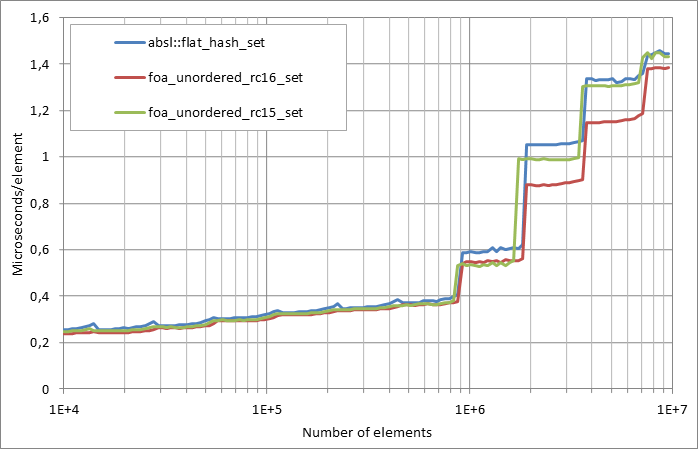 1,6
1,4
1,2
1
0,8
0,6
0,4
0,2
0
Microseconds/element
absl::flat_hash_set
foa_unordered_rc16_set
foa_unordered_rc15_set
1E+4 1E+5 1E+6 1E+7
Number of elements